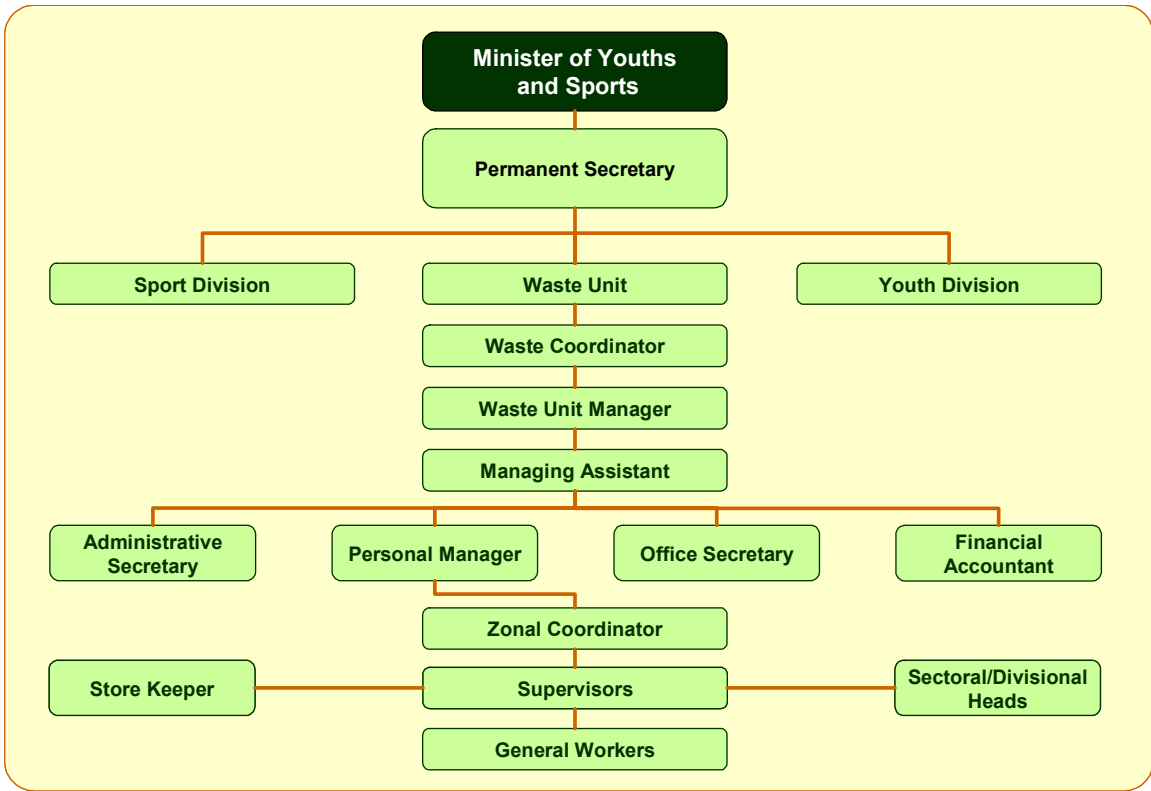 Minister of Youths
and Sports
Permanent Secretary
Sport Division
Waste Unit
Youth Division
Waste Coordinator
Waste Unit Manager
Managing Assistant
Administrative
Secretary
Personal Manager
Office Secretary
Financial
Accountant
Zonal Coordinator
Store Keeper
Supervisors
Sectoral/Divisional
Heads
General Workers